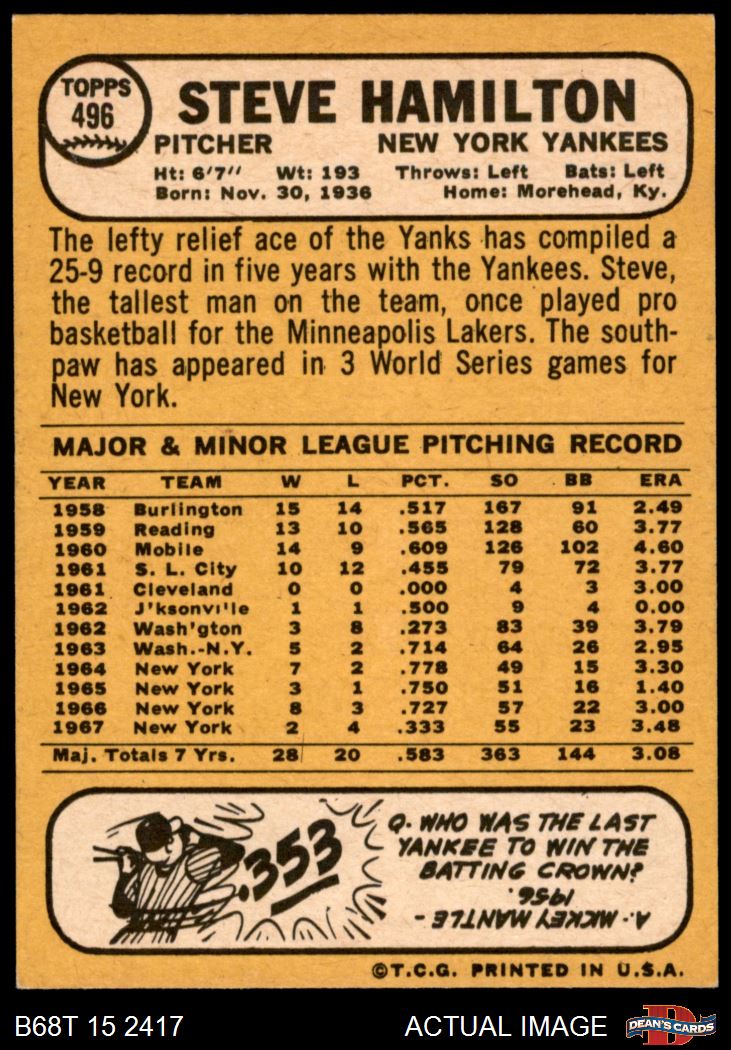 TOPPS
496
STEVE HAMILTON
PITCHER NEW YORK YANKEES
Ht: 6'7" Wt: 193 Throws: Left Bats: Left
Born: Nov. 30, 1936 Home: Morehead, Ky.
The lefty relief ace of the Yanks has compiled a
25-9 record in five years with the Yankees. Steve,
the tallest man on the team, once played pro
basketball for the Minneapolis Lakers. The south-
paw has appeared in 3 World Series games for
New York.
MAJOR & MINOR LEAGUE PITCHING RECORD
YEAR TEAM W L PCT. SO BB ERA
1958 Burlington 15 14 .517 167 91 2.49
1959 Reading 13 10 .565 128 60 3.77
1960 Mobile 14 9 .609 126 102 4.60
1961 S. L. City 10 12 .455 79 72 3.77
1961 Cleveland 0 0 .000 4 3 3.00
1962 J'ksonville 1 1 .500 9 4 0.00
1962 Wash'gton 3 8 .273 83 39 3.79
1963 Wash.-N.Y. 5 2 .714 64 26 2.95
1964 New York 7 2 .778 49 15 3.30
1965 New York 3 1 .750 51 16 1.40
1966 New York 8 3 .727 57 22 3.00
1967 New York 2 4 .333 55 23 3.48
Maj. Totals 7 Yrs. 28 20 .583 363 144 3.08
.353
Q. WHO WAS THE LAST
YANKEE TO WIN THE
BATTING CROWN?
A. MICKEY MANTLE -
1956.
©T.C.G. PRINTED IN U.S.A.
B68T 15 2417 ACTUAL IMAGE
DEAN'S CARDS